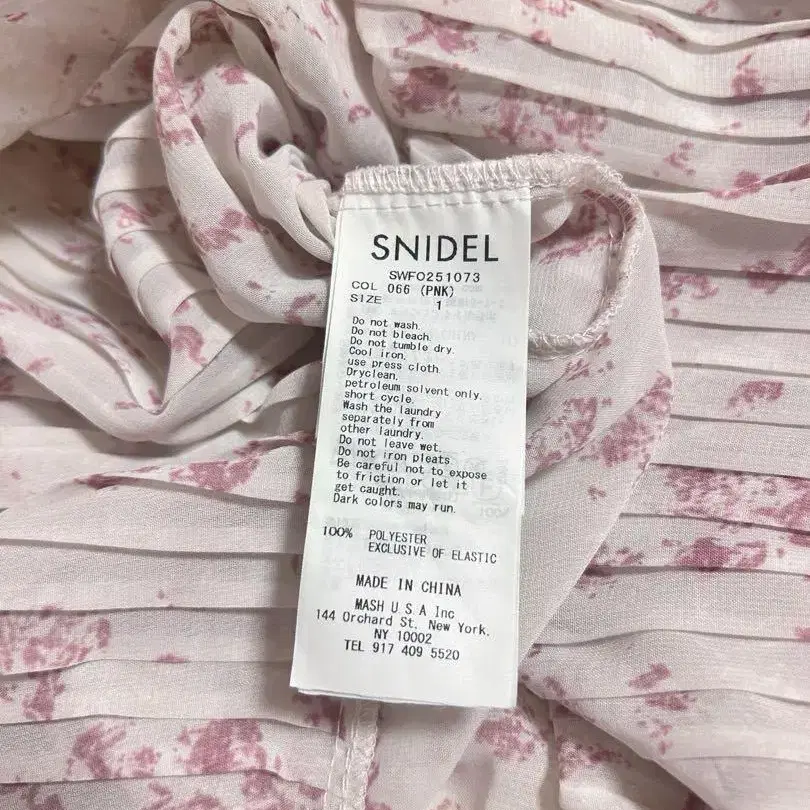 SNIDEL
SWFO251073
COL 066 (PNK)
SIZE 1
Do not wash.
Do not bleach.
Do not tumble dry.
Cool iron.
use press cloth.
Dryclean.
petroleum solvent only.
short cycle.
Wash the laundry
separately from
other laundry.
Do not leave wet.
Do not iron pleats.
Be careful not to expose
to friction or let it
get caught.
Dark colors may run.
100% POLYESTER
EXCLUSIVE OF ELASTIC
MADE IN CHINA
MASH U S A Inc
144 Orchard St. New York.
NY 10002
TEL 917 409 5520